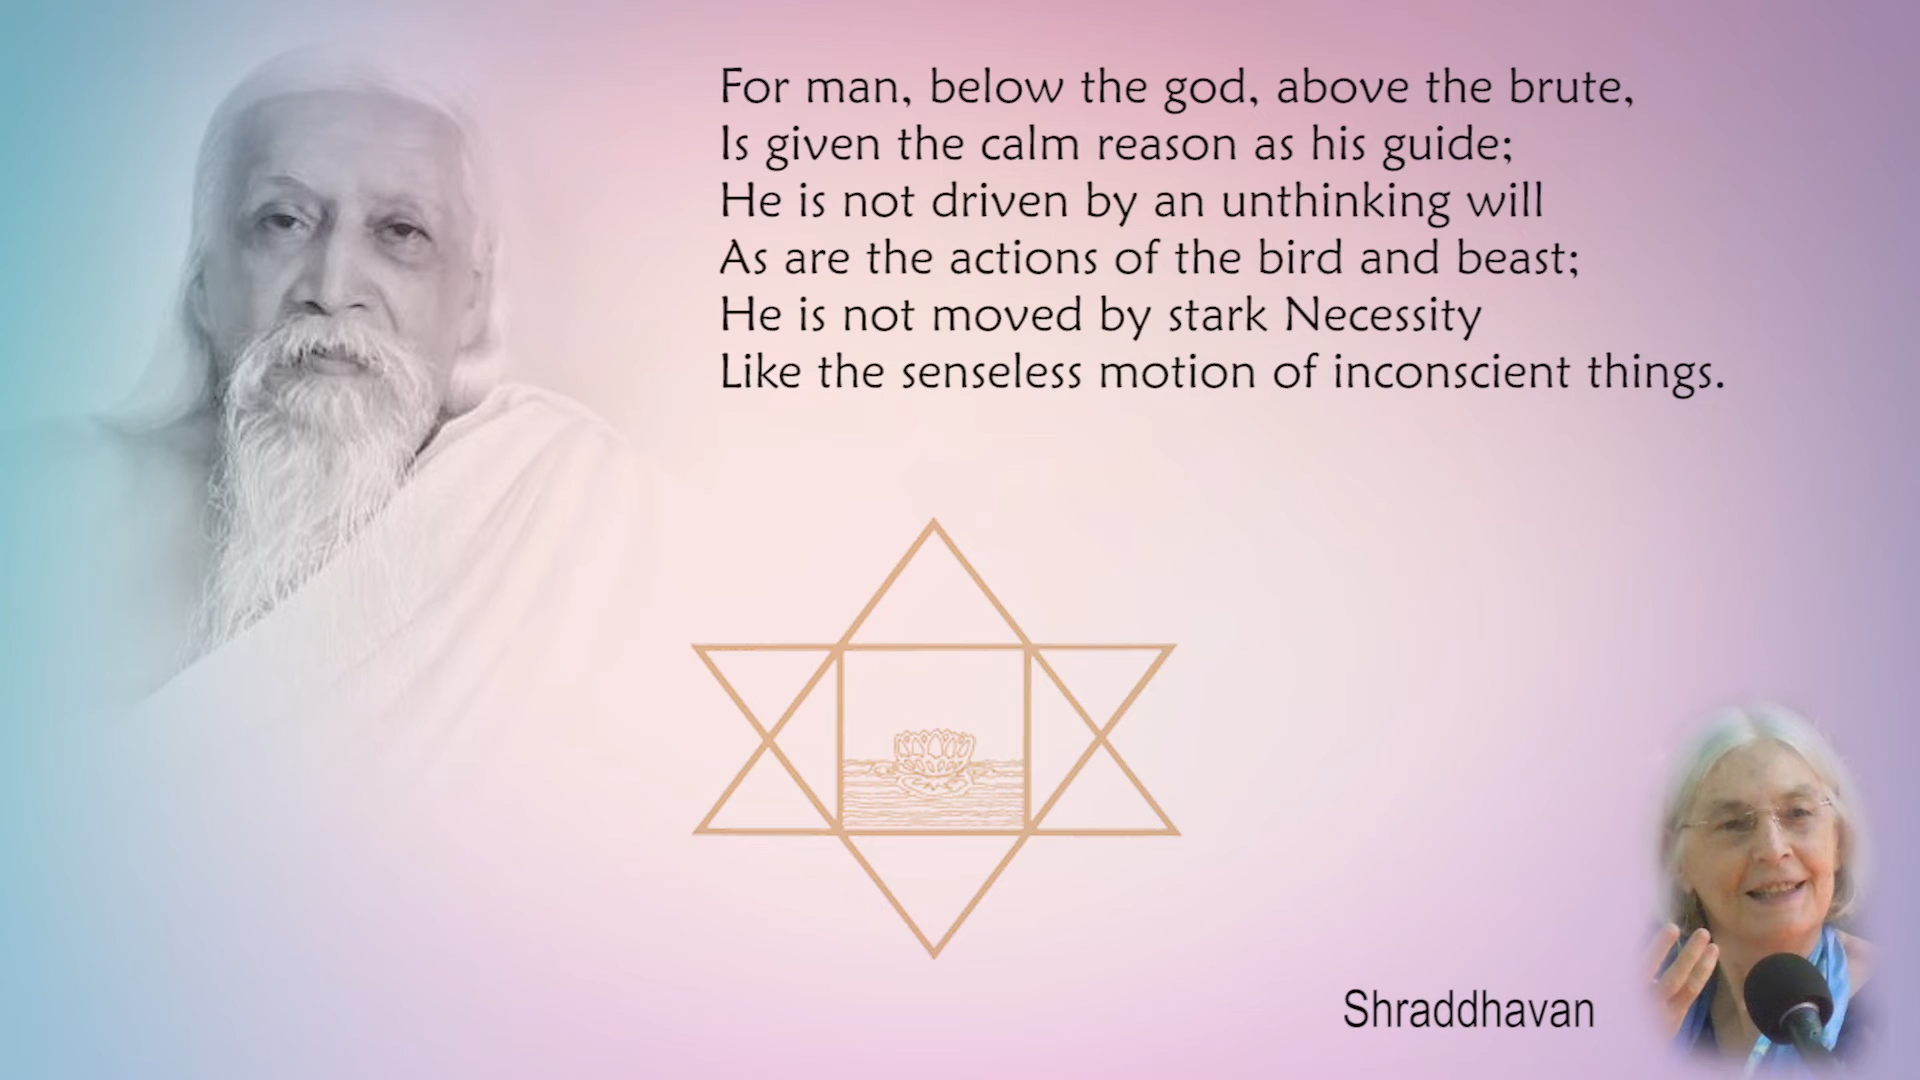 For man, below the god, above the brute,
Is given the calm reason as his guide;
He is not driven by an unthinking will
As are the actions of the bird and beast;
He is not moved by stark Necessity
Like the senseless motion of inconscient things.
Shraddhavan